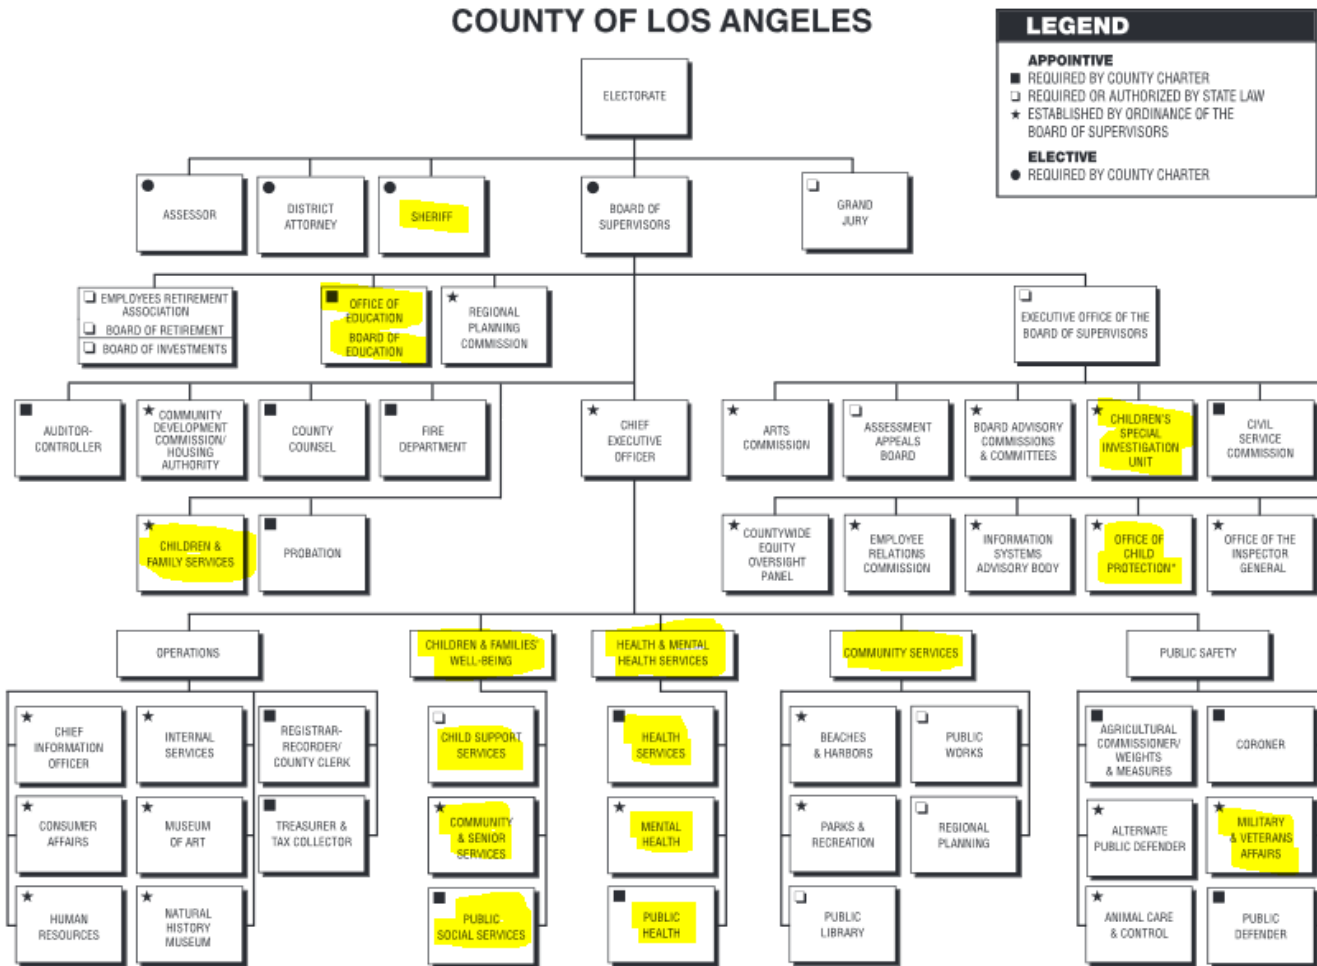 COUNTY OF LOS ANGELES
LEGEND
APPOINTIVE
■ REQUIRED BY COUNTY CHARTER
❏ REQUIRED OR AUTHORIZED BY STATE LAW
★ ESTABLISHED BY ORDINANCE OF THE
BOARD OF SUPERVISORS
ELECTIVE
● REQUIRED BY COUNTY CHARTER
ELECTORATE
ASSESSOR
DISTRICT
ATTORNEY
SHERIFF
BOARD OF
SUPERVISORS
GRAND
JURY
EMPLOYEES RETIREMENT
ASSOCIATION
BOARD OF RETIREMENT
BOARD OF INVESTMENTS
OFFICE OF
EDUCATION
BOARD OF
EDUCATION
REGIONAL
PLANNING
COMMISSION
EXECUTIVE OFFICE OF THE
BOARD OF SUPERVISORS
AUDITOR-
CONTROLLER
COMMUNITY
DEVELOPMENT
COMMISSION/
HOUSING
AUTHORITY
COUNTY
COUNSEL
FIRE
DEPARTMENT
CHIEF
EXECUTIVE
OFFICER
ARTS
COMMISSION
ASSESSMENT
APPEALS
BOARD
BOARD ADVISORY
COMMISSIONS
& COMMITTEES
CHILDREN'S
SPECIAL
INVESTIGATION
UNIT
CIVIL
SERVICE
COMMISSION
CHILDREN &
FAMILY SERVICES
PROBATION
COUNTYWIDE
EQUITY
OVERSIGHT
PANEL
EMPLOYEE
RELATIONS
COMMISSION
INFORMATION
SYSTEMS
ADVISORY BODY
OFFICE OF
CHILD
PROTECTION*
OFFICE OF THE
INSPECTOR
GENERAL
OPERATIONS
CHILDREN & FAMILIES'
WELL-BEING
HEALTH & MENTAL
HEALTH SERVICES
COMMUNITY SERVICES
PUBLIC SAFETY
CHIEF
INFORMATION
OFFICER
INTERNAL
SERVICES
REGISTRAR-
RECORDER/
COUNTY CLERK
CHILD SUPPORT
SERVICES
HEALTH
SERVICES
BEACHES
& HARBORS
PUBLIC
WORKS
AGRICULTURAL
COMMISSIONER/
WEIGHTS
& MEASURES
CORONER
CONSUMER
AFFAIRS
MUSEUM
OF ART
TREASURER &
TAX COLLECTOR
COMMUNITY
& SENIOR
SERVICES
MENTAL
HEALTH
PARKS &
RECREATION
REGIONAL
PLANNING
ALTERNATE
PUBLIC DEFENDER
MILITARY
& VETERANS
AFFAIRS
HUMAN
RESOURCES
NATURAL
HISTORY
MUSEUM
PUBLIC
SOCIAL SERVICES
PUBLIC
HEALTH
PUBLIC
LIBRARY
ANIMAL CARE
& CONTROL
PUBLIC
DEFENDER